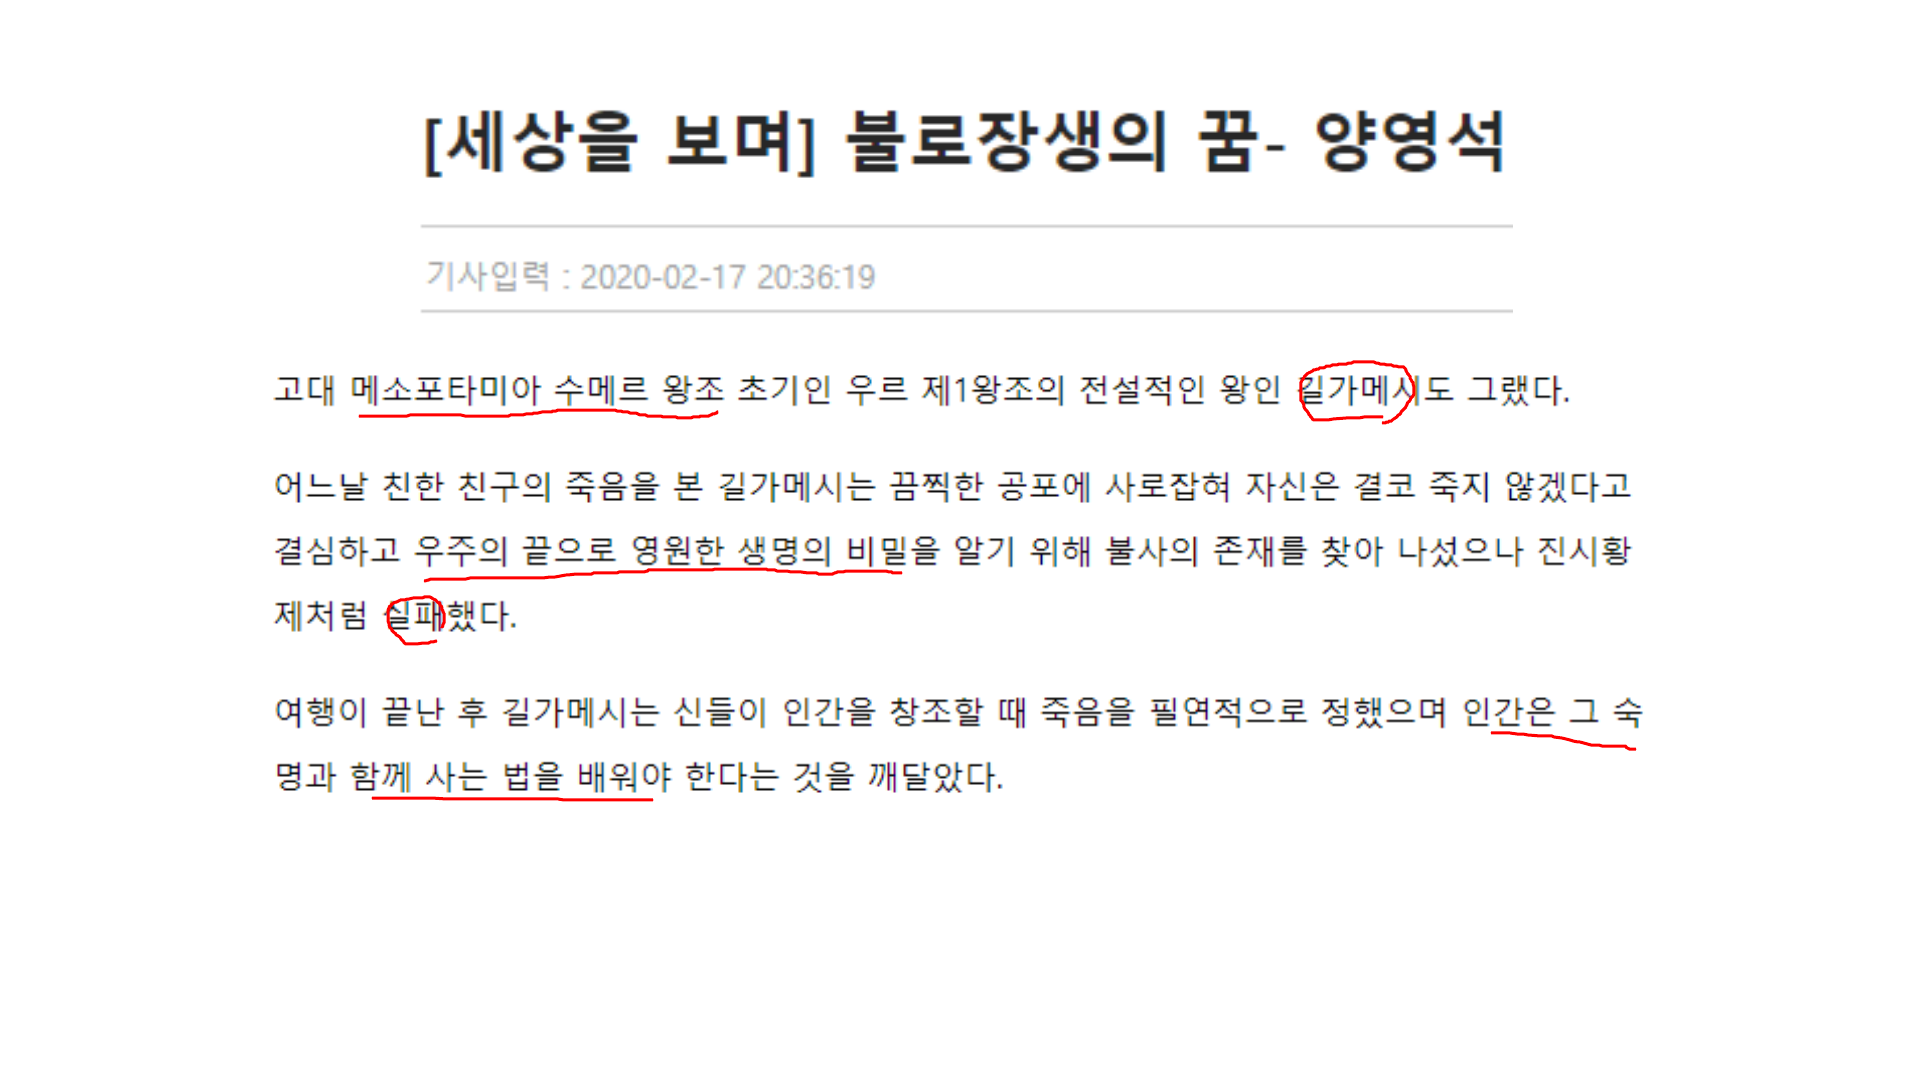 [세상을 보며] 불로장생의 꿈- 양영석
기사입력 : 2020-02-17 20:36:19
고대 메소포타미아 수메르 왕조 초기인 우르 제1왕조의 전설적인 왕인 길가메시도 그랬다.
어느날 친한 친구의 죽음을 본 길가메시는 끔찍한 공포에 사로잡혀 자신은 결코 죽지 않겠다고
결심하고 우주의 끝으로 영원한 생명의 비밀을 알기 위해 불사의 존재를 찾아 나섰으나 진시황
제처럼 실패했다.
여행이 끝난 후 길가메시는 신들이 인간을 창조할 때 죽음을 필연적으로 정했으며 인간은 그 숙
명과 함께 사는 법을 배워야 한다는 것을 깨달았다.